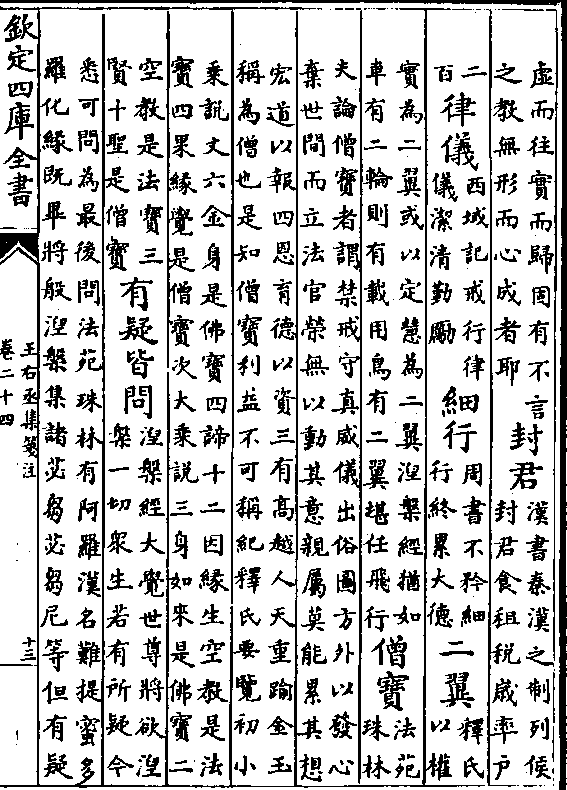 虛而往實而歸固有不言
之教無形而心成者耶
封君
漢書秦漢之制列侯
封君食租税歲率户
二
百
律儀
西域記戒行律
儀潔清勤勵
細行
周書不矜細
行終累大德
二翼
釋氏
以權
實為二翼或以定慧為二翼涅槃經猶如
車有二輪則有載用鳥有二翼堪任飛行
僧寶
法苑
珠林
夫論僧寶者謂禁戒守真威儀出俗圖方外以發心
棄世間而立法官榮無以動其意親屬莫能累其想
宏道以報四恩育德以資三有高越人天重踰金玉
稱為僧也是知僧寶利益不可稱紀釋氏要覽初小
乘説丈六金身是佛寶四諦十二因緣生空教是法
寶四果緣覺是僧寶次大乘説三身如來是佛寶二
空教是法寶三
賢十聖是僧寶
有疑皆問
涅槃經大覺世尊將欲涅
槃一切衆生若有所疑今
悉可問為最後問法苑珠林有阿羅漢名難提蜜多
羅化緣既畢將般涅槃集諸苾芻苾芻尼等但有疑
欽定四庫全書
王右丞集箋注
卷二十四
十三